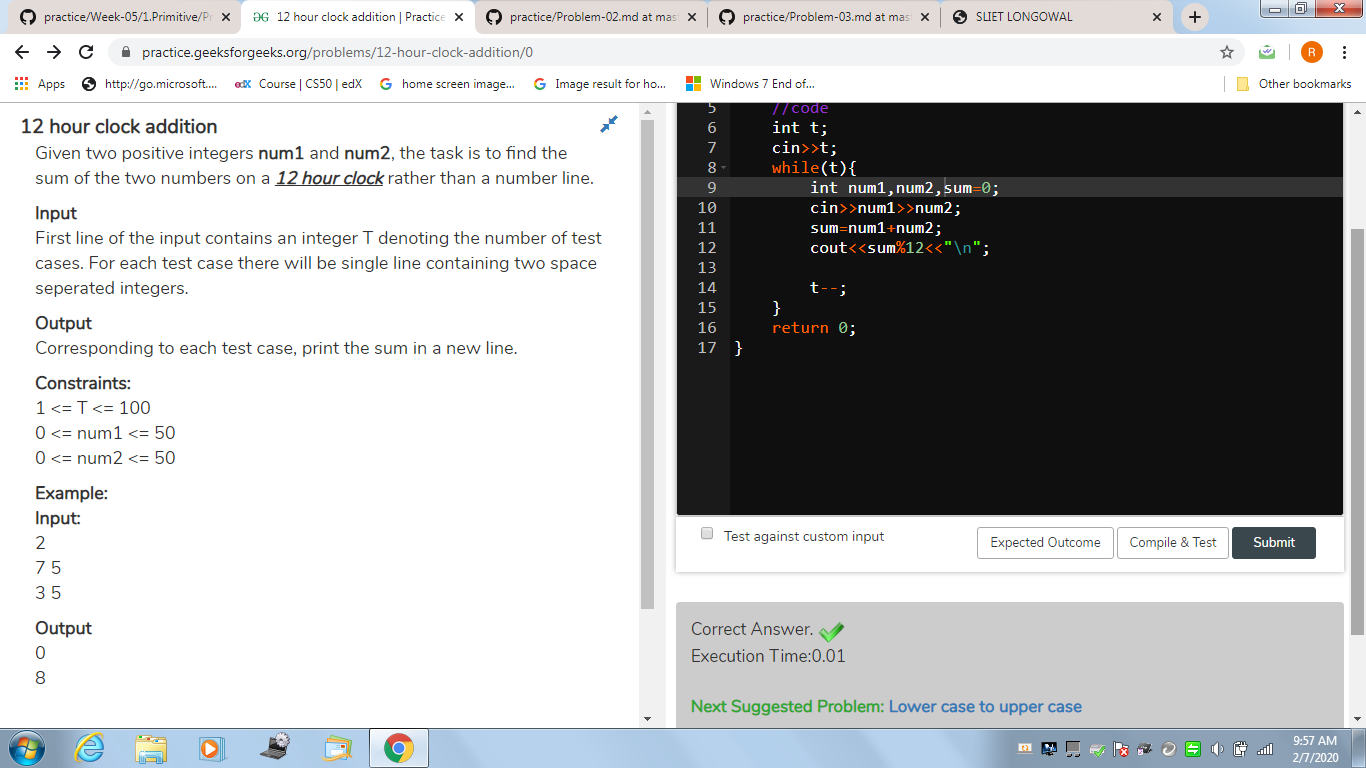 practice/Week-05/1.Primitive/Pr
12 hour clock addition | Practice
practice/Problem-02.md at mas
practice/Problem-03.md at mas
SLIET LONGOWAL
practice.geeksforgeeks.org/problems/12-hour-clock-addition/0
R
Apps
http://go.microsoft....
edX Course | CS50 | edX
home screen image...
Image result for ho...
Windows 7 End of...
Other bookmarks
12 hour clock addition
Given two positive integers num1 and num2, the task is to find the
sum of the two numbers on a 12 hour clock rather than a number line.
Input
First line of the input contains an integer T denoting the number of test
cases. For each test case there will be single line containing two space
seperated integers.
Output
Corresponding to each test case, print the sum in a new line.
Constraints:
1 <= T <= 100
0 <= num1 <= 50
0 <= num2 <= 50
Example:
Input:
2
7 5
3 5
Output
0
8
5 //code
6 int t;
7 cin>>t;
8 while(t){
9 int num1,num2,sum=0;
10 cin>>num1>>num2;
11 sum=num1+num2;
12 cout<<sum%12<<"\n";
13
14 t--;
15 }
16 return 0;
17 }
Test against custom input
Expected Outcome
Compile & Test
Submit
Correct Answer.
Execution Time:0.01
Next Suggested Problem: Lower case to upper case
9:57 AM
2/7/2020